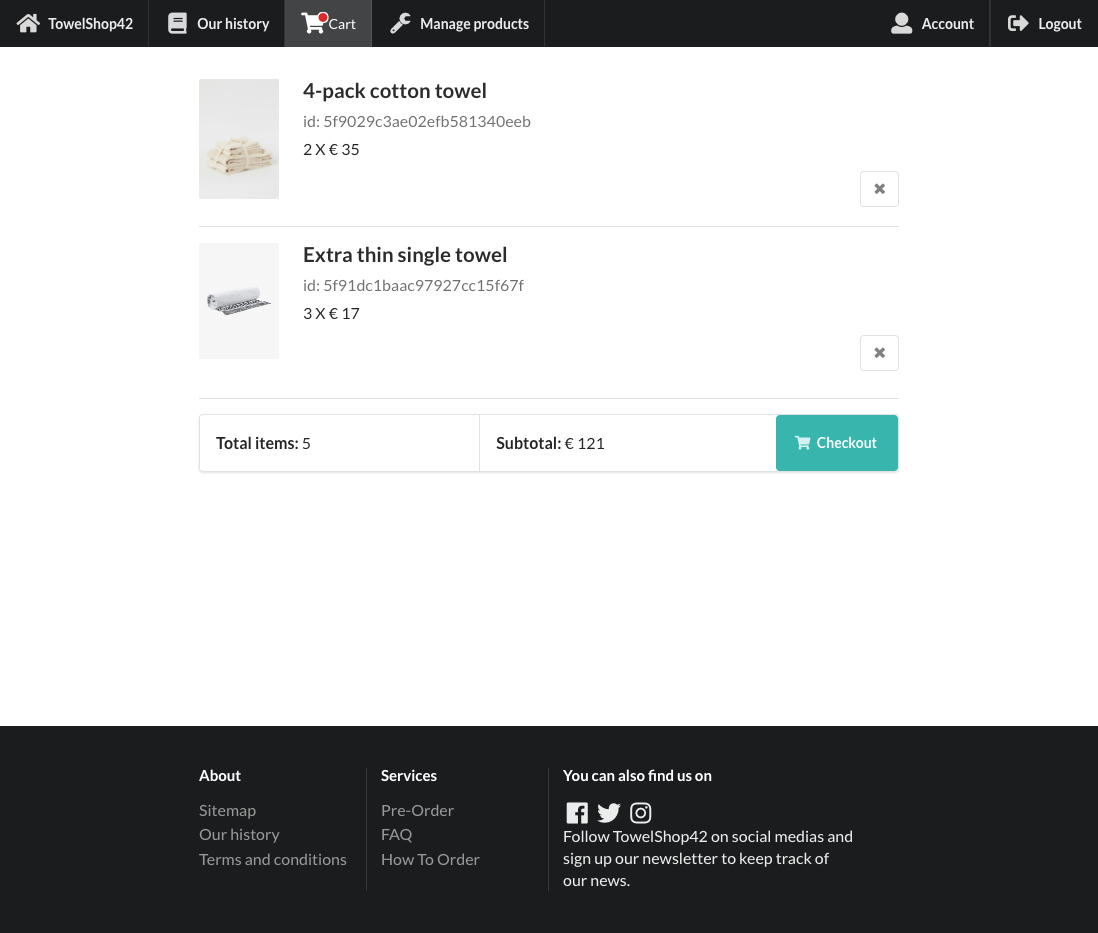 TowelShop42
Our history
Cart
Manage products
Account
Logout
4-pack cotton towel
id: 5f9029c3ae02efb581340eeb
2 X € 35
Extra thin single towel
id: 5f91dc1baac97927cc15f67f
3 X € 17
Total items: 5
Subtotal: € 121
Checkout
About
Sitemap
Our history
Terms and conditions
Services
Pre-Order
FAQ
How To Order
You can also find us on
Follow TowelShop42 on social medias and
sign up our newsletter to keep track of
our news.